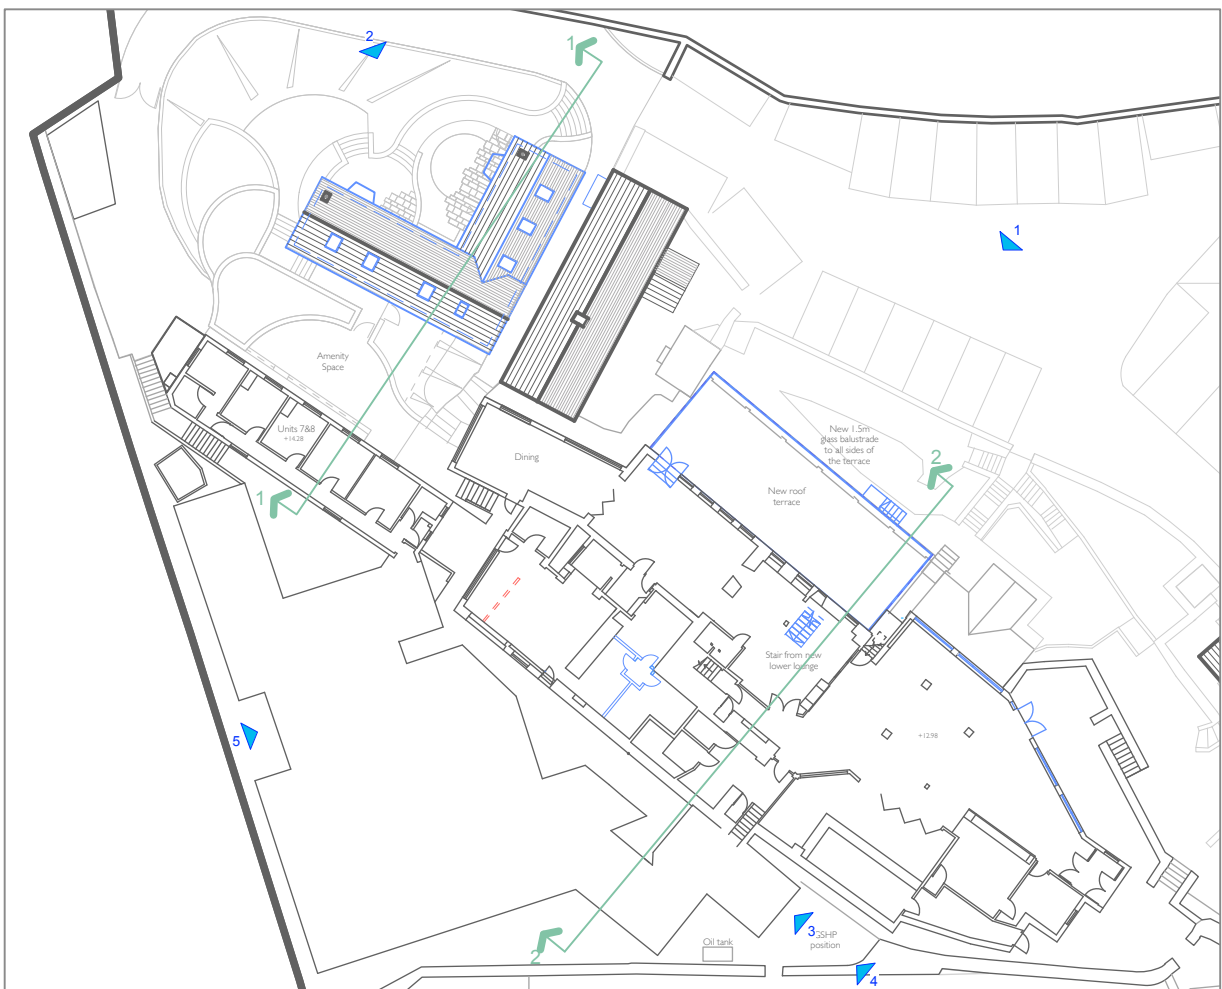 2
1
1
Amenity
Space
Units 7&8
+14.28
Dining
New 1.5m
glass balustrade
to all sides of
the terrace
2
New roof
terrace
1
Stair from new
lower lounge
5
+12.98
3
GSHP
position
Oil tank
2
4